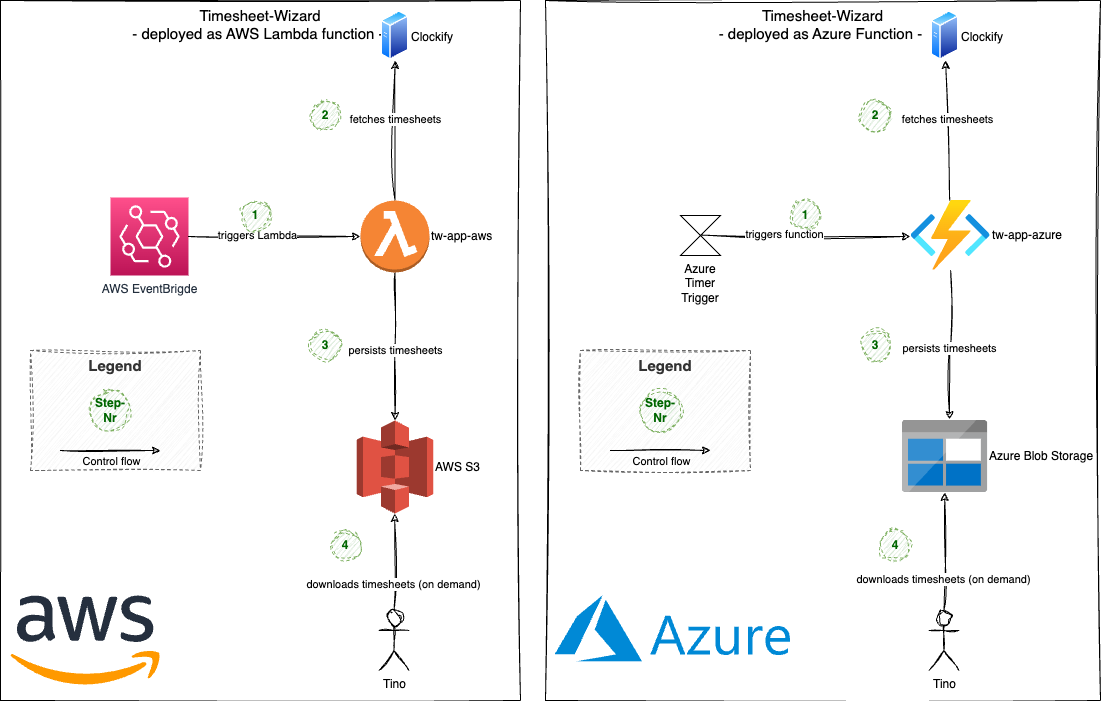 Timesheet-Wizard
- deployed as AWS Lambda function -
Clockify
2
fetches timesheets
1
triggers Lambda
tw-app-aws
AWS EventBrigde
3
persists timesheets
Legend
Step-
Nr
Control flow
AWS S3
4
downloads timesheets (on demand)
aws
Tino
Timesheet-Wizard
- deployed as Azure Function -
Clockify
2
fetches timesheets
1
triggers function
tw-app-azure
Azure
Timer
Trigger
3
persists timesheets
Legend
Step-
Nr
Control flow
Azure Blob Storage
4
downloads timesheets (on demand)
Azure
Tino